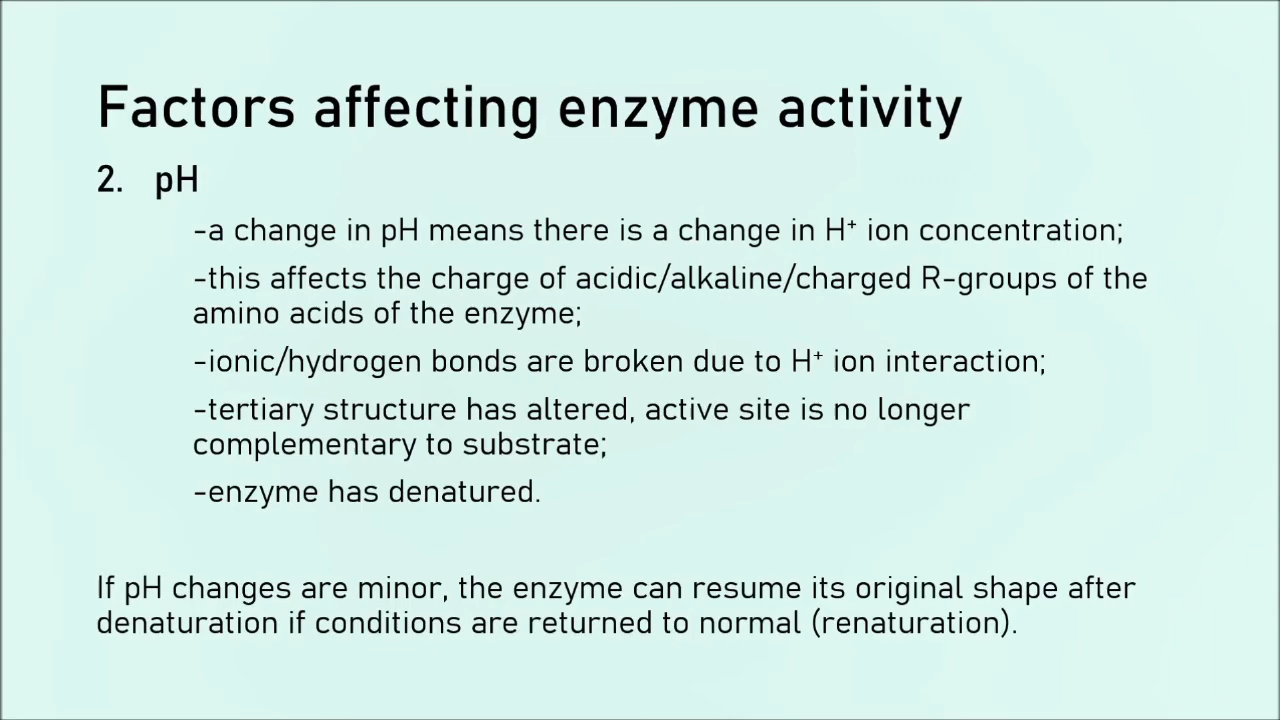 Factors affecting enzyme activity
2. pH
-a change in pH means there is a change in H⁺ ion concentration;
-this affects the charge of acidic/alkaline/charged R-groups of the
amino acids of the enzyme;
-ionic/hydrogen bonds are broken due to H⁺ ion interaction;
-tertiary structure has altered, active site is no longer
complementary to substrate;
-enzyme has denatured.
If pH changes are minor, the enzyme can resume its original shape after
denaturation if conditions are returned to normal (renaturation).